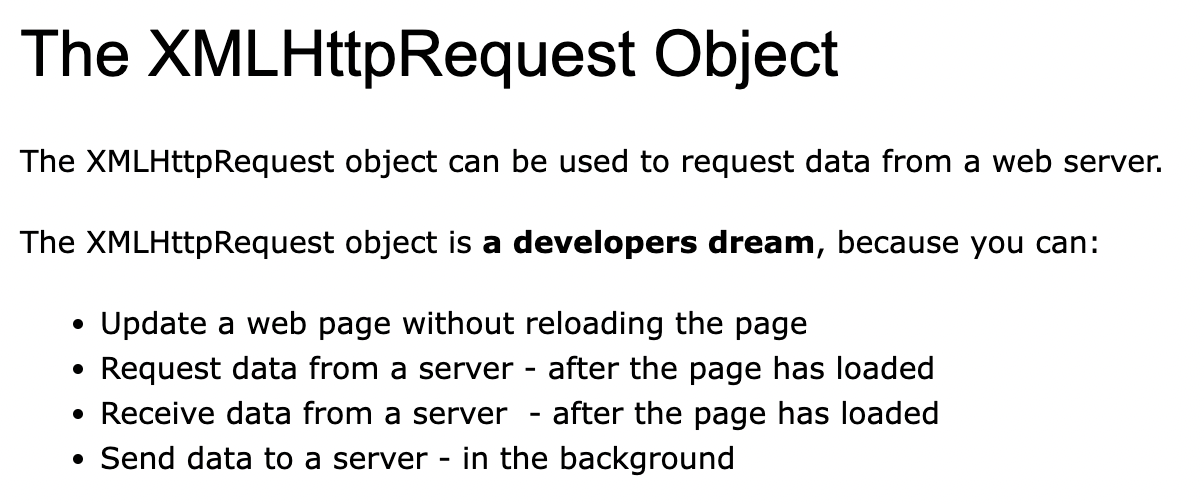 The XMLHttpRequest Object
The XMLHttpRequest object can be used to request data from a web server.
The XMLHttpRequest object is a developers dream, because you can:
• Update a web page without reloading the page
• Request data from a server - after the page has loaded
• Receive data from a server  - after the page has loaded
• Send data to a server - in the background